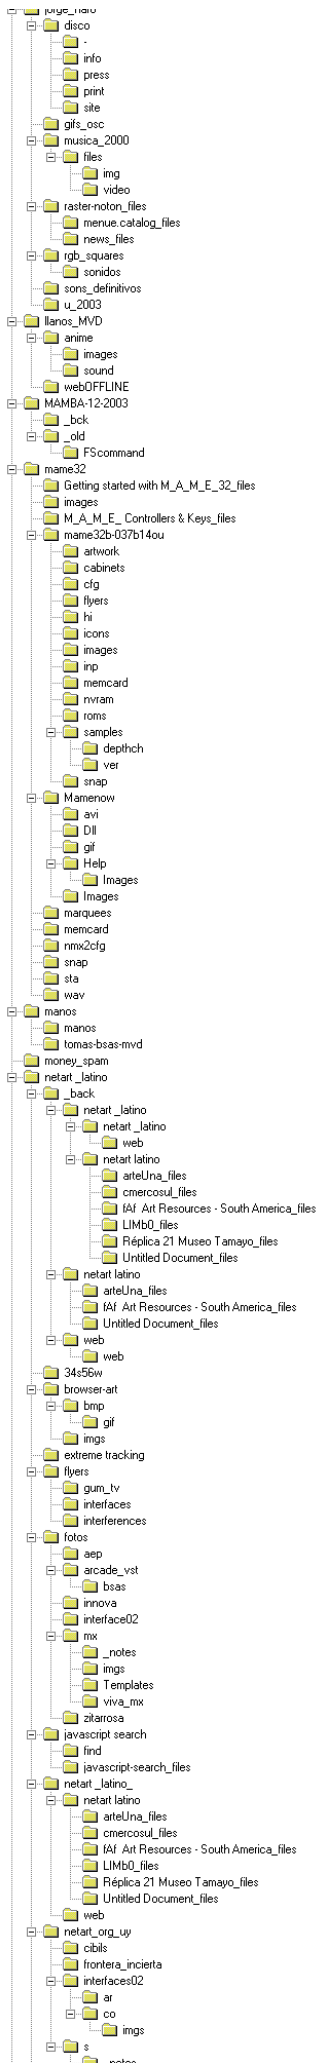 jorge_haro
disco
-
info
press
print
site
gifs_osc
musica_2000
files
img
video
raster-noton_files
menue.catalog_files
news_files
rgb_squares
sonidos
sons_definitivos
u_2003
llanos_MVD
anime
images
sound
webOFFLINE
MAMBA-12-2003
_bck
_old
FScommand
mame32
Getting started with M_A_M_E_32_files
images
M_A_M_E_ Controllers & Keys_files
mame32b-037b14ou
artwork
cabinets
cfg
flyers
hi
icons
images
inp
memcard
nvram
roms
samples
depthch
ver
snap
Mamenow
avi
Dll
gif
Help
Images
Images
marquees
memcard
nmx2cfg
snap
sta
wav
manos
manos
tomas-bsas-mvd
money_spam
netart _latino
_back
netart _latino
netart _latino
web
netart latino
arteUna_files
cmercosul_files
fAf  Art Resources - South America_files
LIMb0_files
Réplica 21 Museo Tamayo_files
Untitled Document_files
netart latino
arteUna_files
fAf  Art Resources - South America_files
Untitled Document_files
web
web
34s56w
browser-art
bmp
gif
imgs
extreme tracking
flyers
gum_tv
interfaces
interferences
fotos
aep
arcade_vst
bsas
innova
interface02
mx
_notes
imgs
Templates
viva_mx
zitarrosa
javascript search
find
javascript-search_files
netart _latino_
netart latino
arteUna_files
cmercosul_files
fAf  Art Resources - South America_files
LIMb0_files
Réplica 21 Museo Tamayo_files
Untitled Document_files
web
netart_org_uy
cibils
frontera_incierta
interfaces02
ar
co
imgs
s
_notes